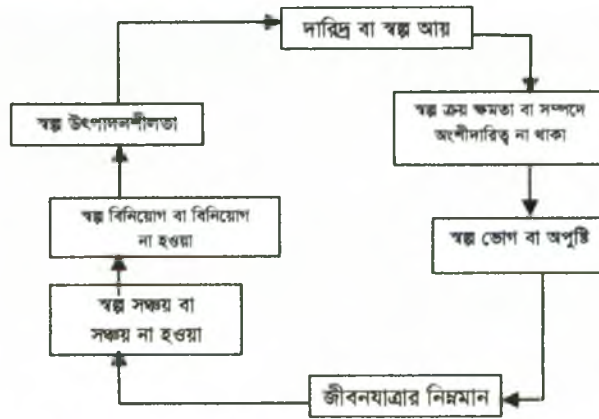 দারিদ্র বা স্বল্প আয়
স্বল্প ক্রয় ক্ষমতা বা সম্পদে
অংশীদারিত্ব না থাকা
স্বল্প ভোগ বা অপুষ্টি
জীবনযাত্রার নিম্নমান
স্বল্প সঞ্চয় বা
সঞ্চয় না হওয়া
স্বল্প বিনিয়োগ বা বিনিয়োগ
না হওয়া
স্বল্প উৎপাদনশীলতা